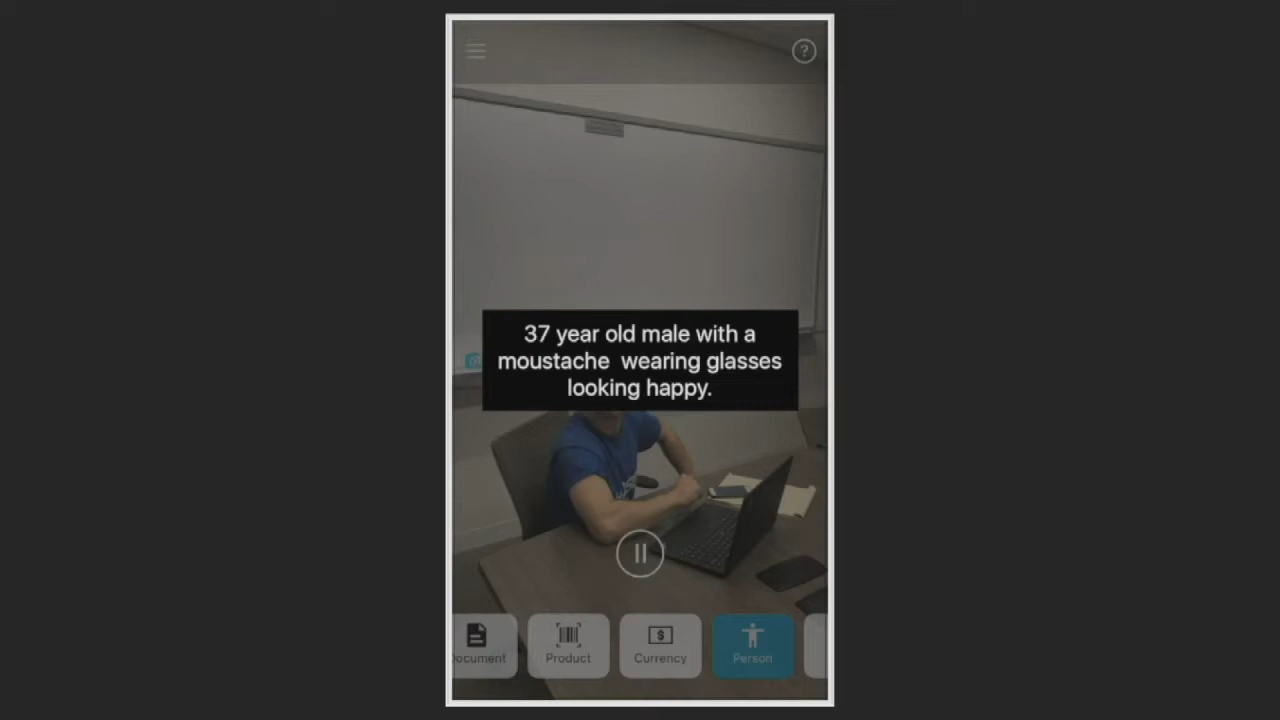 ?
37 year old male with a
moustache wearing glasses
looking happy.
Document
Product
Currency
Person